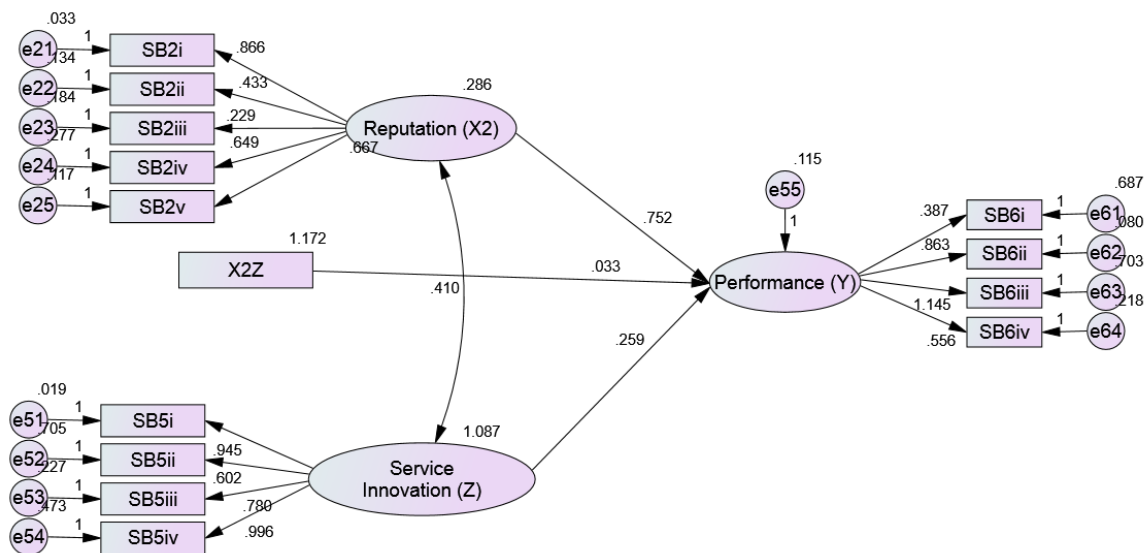 .033
e21
1
SB2i
.866
.134
e22
1
SB2ii
.433
.184
e23
1
SB2iii
.229
.277
e24
1
SB2iv
.649
.117
e25
1
SB2v
.667
.286
Reputation (X2)
1.172
X2Z
.410
.752
.033
.259
.115
e55
1
Performance (Y)
.687
.387
SB6i
1
e61
.080
.863
SB6ii
1
e62
.703
1.145
SB6iii
1
e63
.218
.556
SB6iv
1
e64
.019
e51
1
SB5i
.945
.705
e52
1
SB5ii
.602
.227
e53
1
SB5iii
.780
.473
e54
1
SB5iv
.996
1.087
Service
Innovation (Z)